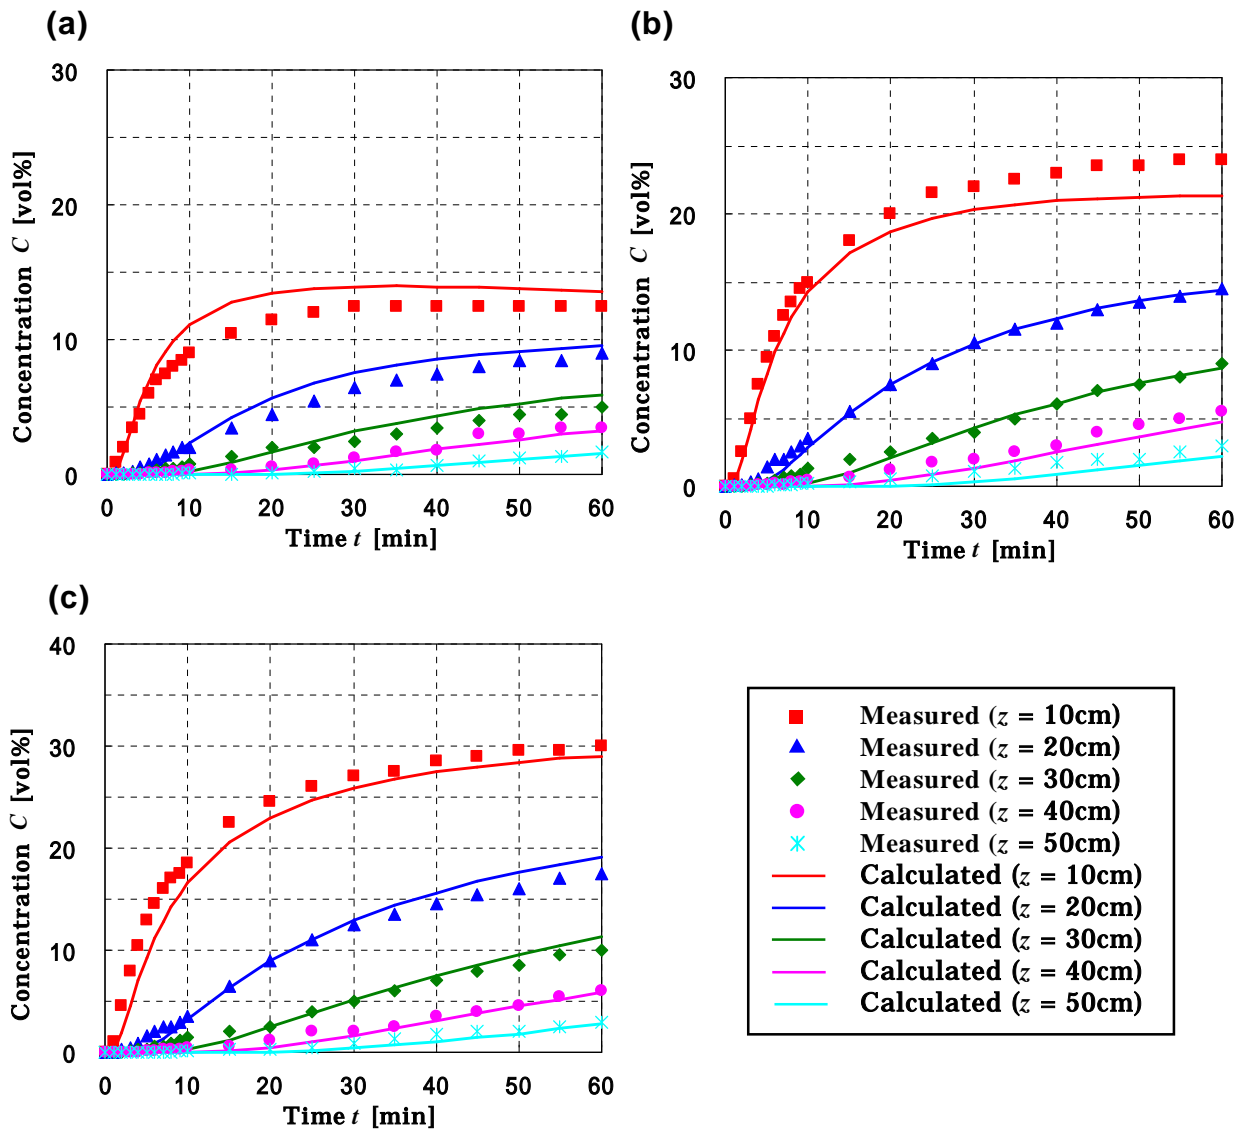 (a)
30
20
10
0
0 10 20 30 40 50 60
Concentration C [vol%]
Time t [min]
(b)
30
20
10
0
0 10 20 30 40 50 60
Concentration C [vol%]
Time t [min]
(c)
40
30
20
10
0
0 10 20 30 40 50 60
Concentration C [vol%]
Time t [min]
Measured (z = 10cm)
Measured (z = 20cm)
Measured (z = 30cm)
Measured (z = 40cm)
Measured (z = 50cm)
Calculated (z = 10cm)
Calculated (z = 20cm)
Calculated (z = 30cm)
Calculated (z = 40cm)
Calculated (z = 50cm)